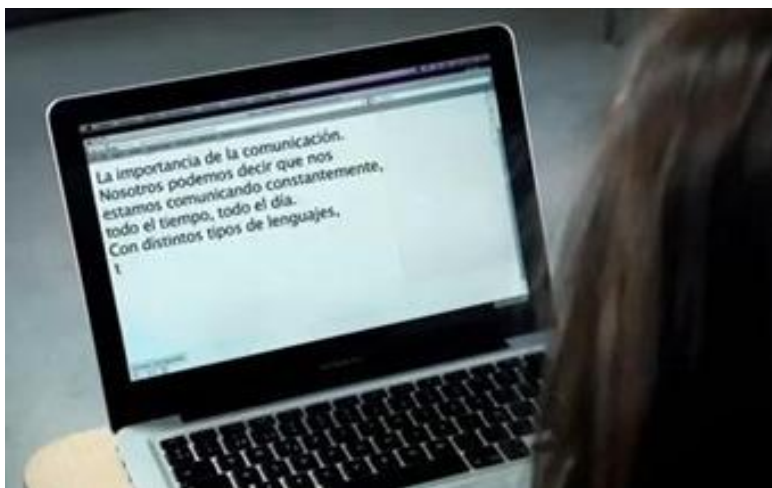 La importancia de la comunicación.
Nosotros podemos decir que nos
estamos comunicando constantemente,
todo el tiempo, todo el día.
Con distintos tipos de lenguajes,
t